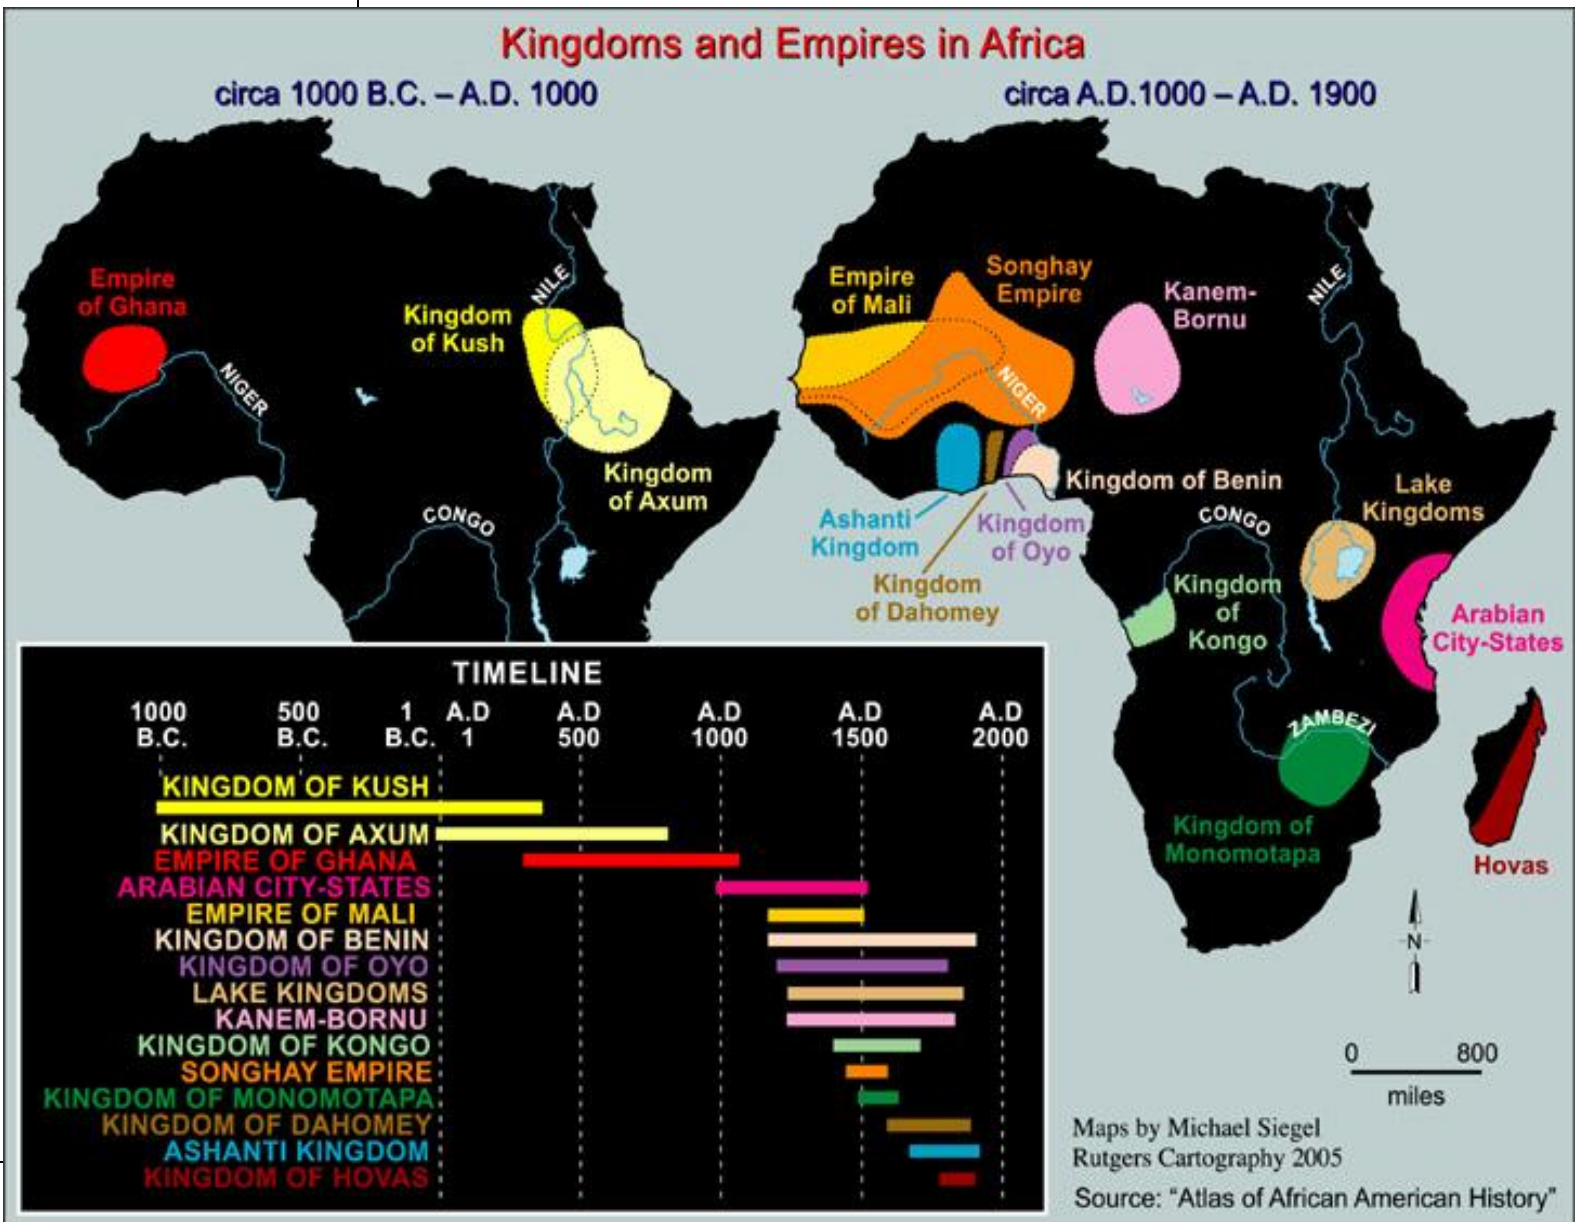 Kingdoms and Empires in Africa
circa 1000 B.C. – A.D. 1000
circa A.D.1000 – A.D. 1900
Empire
of Ghana
NIGER
Kingdom
of Kush
NILE
Kingdom
of Axum
CONGO
Empire
of Mali
Songhay
Empire
Kanem-
Bornu
NILE
NIGER
Kingdom of Benin
Ashanti
Kingdom
Kingdom
of Oyo
Kingdom
of Dahomey
CONGO
Lake
Kingdoms
Kingdom
of
Kongo
Arabian
City-States
ZAMBEZI
Kingdom of
Monomotapa
Hovas
TIMELINE
1000 500 1 A.D A.D A.D A.D A.D
B.C. B.C. B.C. 1 500 1000 1500 2000
KINGDOM OF KUSH
KINGDOM OF AXUM
EMPIRE OF GHANA
ARABIAN CITY-STATES
EMPIRE OF MALI
KINGDOM OF BENIN
KINGDOM OF OYO
LAKE KINGDOMS
KANEM-BORNU
KINGDOM OF KONGO
SONGHAY EMPIRE
KINGDOM OF MONOMOTAPA
KINGDOM OF DAHOMEY
ASHANTI KINGDOM
KINGDOM OF HOVAS
N
0 800
miles
Maps by Michael Siegel
Rutgers Cartography 2005
Source: “Atlas of African American History”